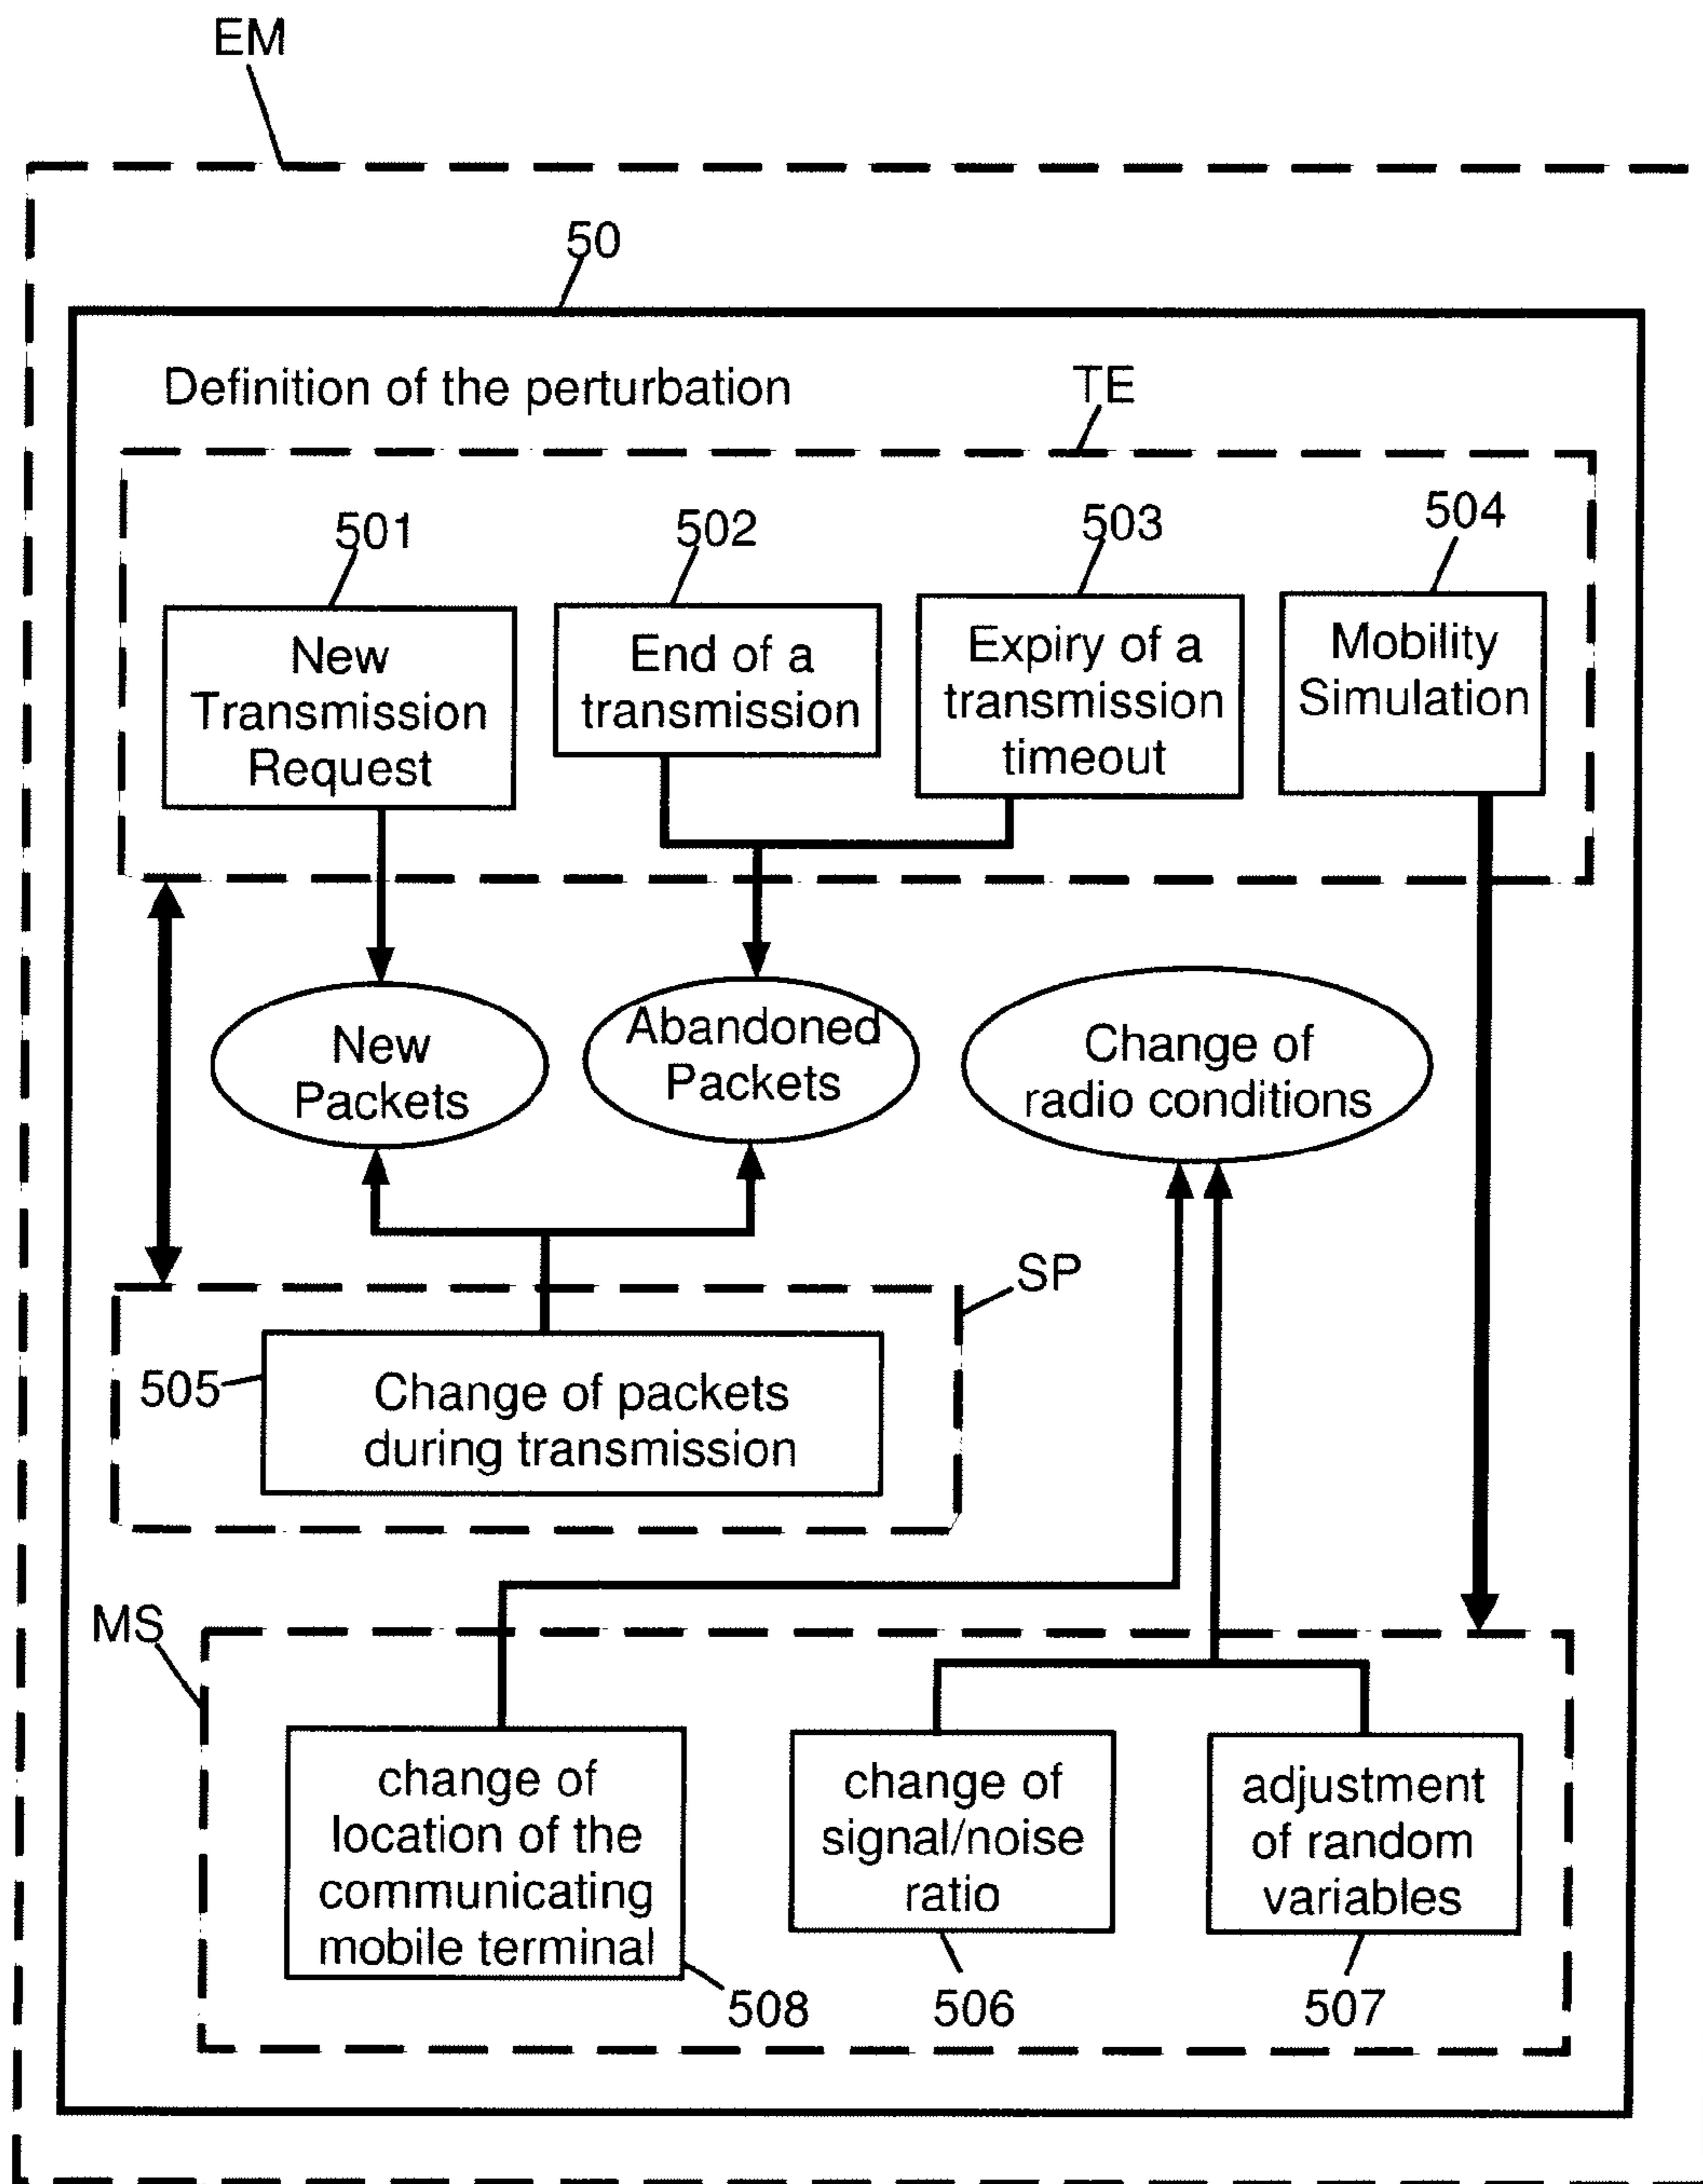 EM
50
Definition of the perturbation
TE
501
502
503
504
New
Transmission
Request
End of a
transmission
Expiry of a
transmission
timeout
Mobility
Simulation
New
Packets
Abandoned
Packets
Change of
radio conditions
SP
505
Change of packets
during transmission
MS
change of
location of the
communicating
mobile terminal
change of
signal/noise
ratio
adjustment
of random
variables
508
506
507